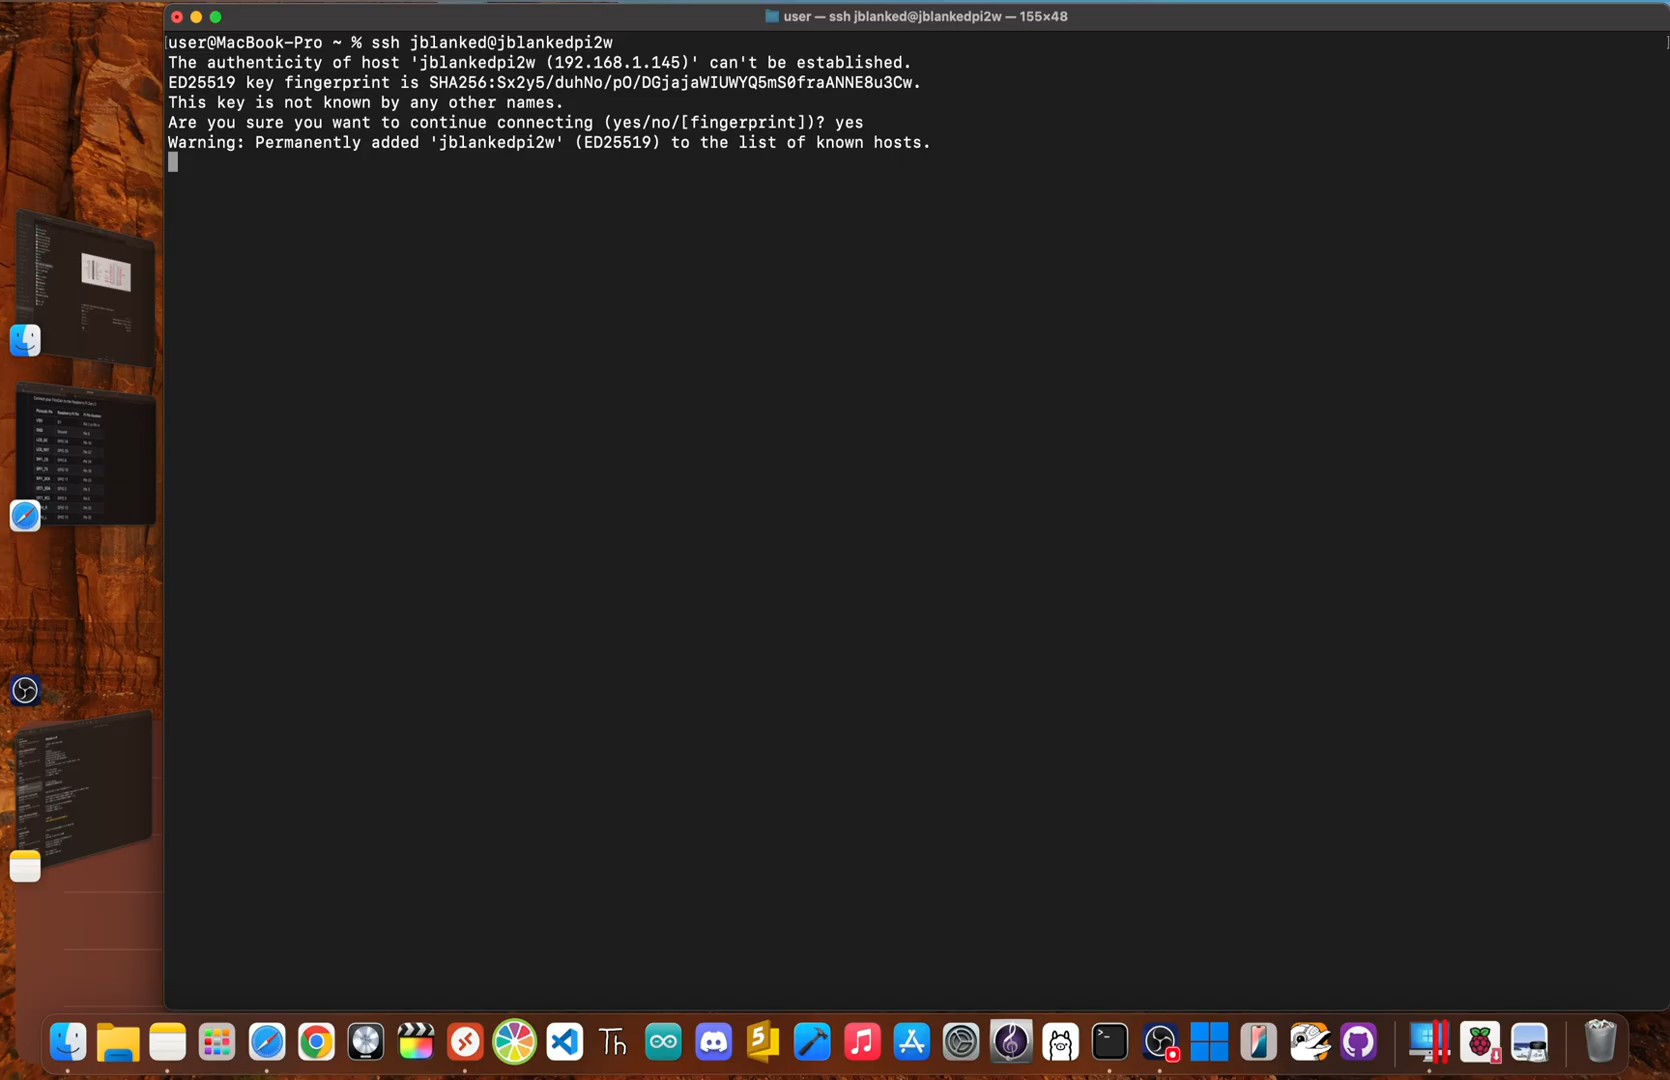 user — ssh jblanked@jblankedpi2w — 155×48
user@MacBook-Pro ~ % ssh jblanked@jblankedpi2w
The authenticity of host 'jblankedpi2w (192.168.1.145)' can't be established.
ED25519 key fingerprint is SHA256:Sx2y5/duhNo/pO/DGjajaWIUWYQ5mS0fraANNE8u3Cw.
This key is not known by any other names.
Are you sure you want to continue connecting (yes/no/[fingerprint])? yes
Warning: Permanently added 'jblankedpi2w' (ED25519) to the list of known hosts.
Th
5